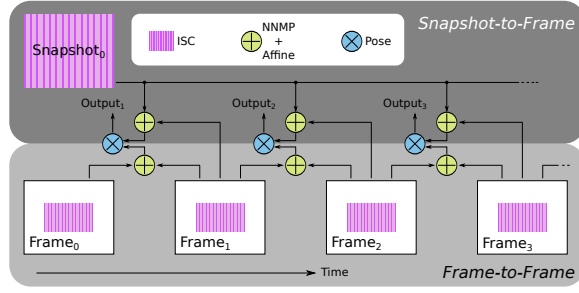 Snapshot-to-Frame
Snapshot₀
ISC
NNMP
+
Affine
Pose
Output₁
Output₂
Output₃
Frame₀
Frame₁
Frame₂
Frame₃
Time
Frame-to-Frame